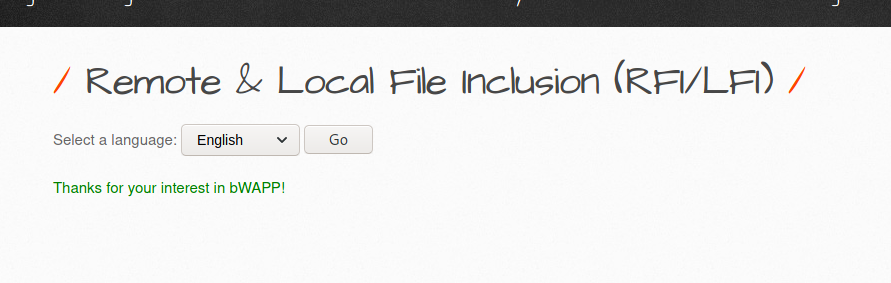 / Remote & Local File Inclusion (RFI/LFI) /
Select a language: English Go
Thanks for your interest in bWAPP!